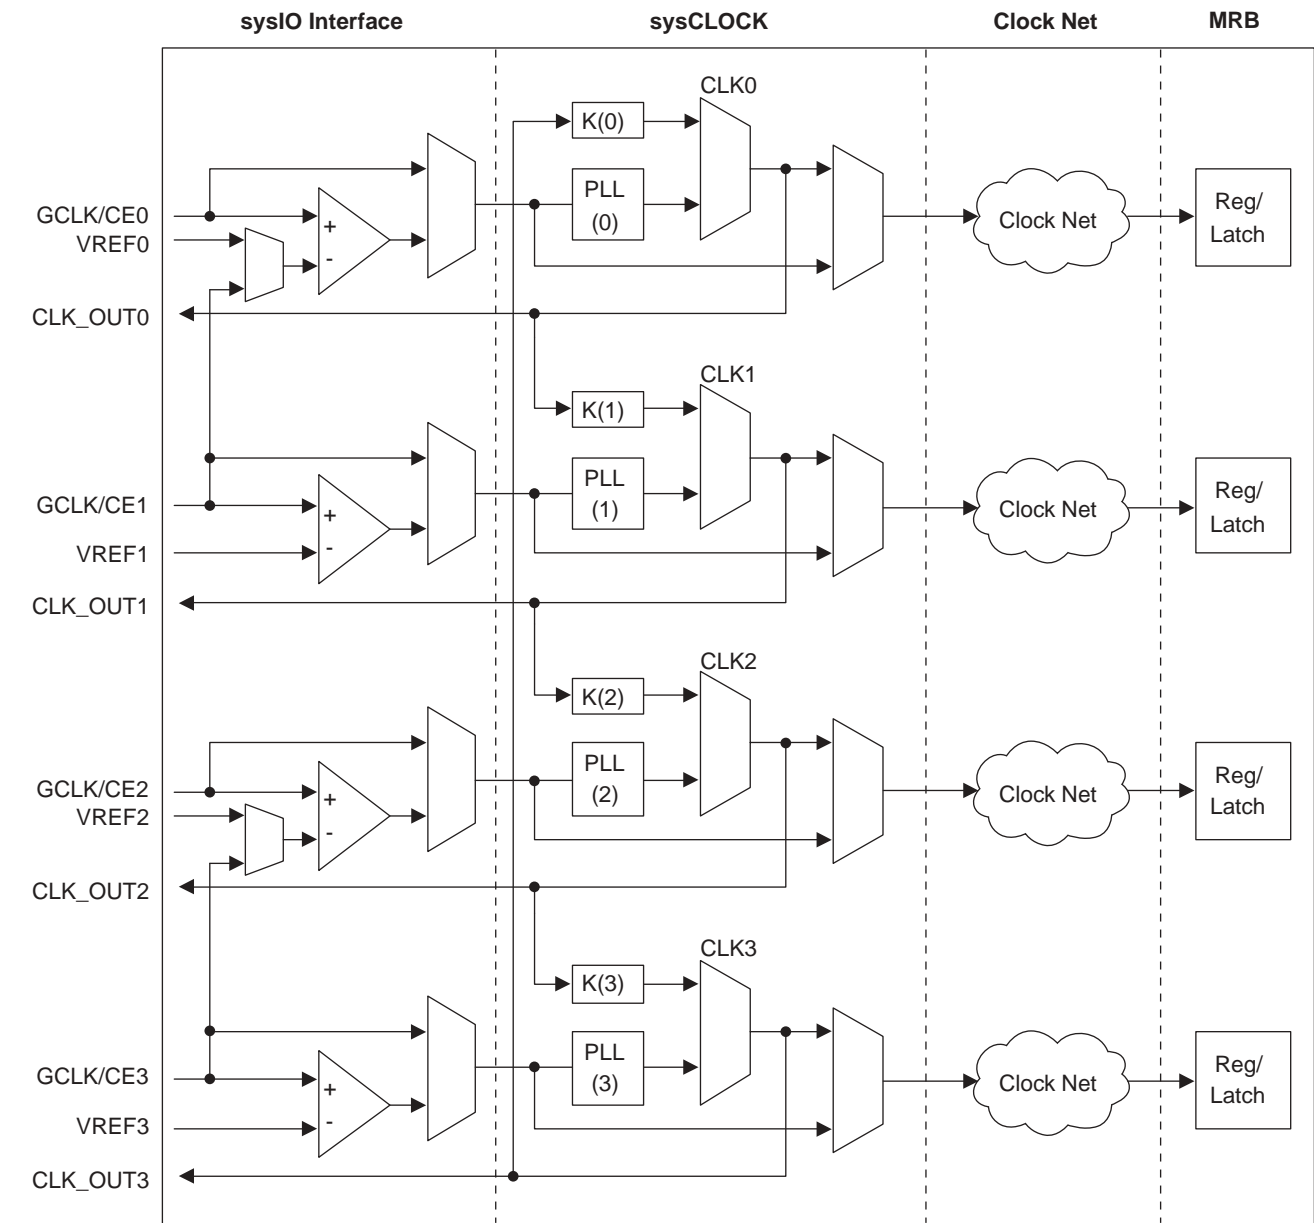 sysIO Interface
sysCLOCK
Clock Net
MRB
CLK0
K(0)
PLL
(0)
GCLK/CE0
VREF0
+
-
CLK_OUT0
Clock Net
Reg/
Latch
CLK1
K(1)
PLL
(1)
GCLK/CE1
+
-
VREF1
CLK_OUT1
Clock Net
Reg/
Latch
CLK2
K(2)
PLL
(2)
GCLK/CE2
VREF2
+
-
CLK_OUT2
Clock Net
Reg/
Latch
CLK3
K(3)
PLL
(3)
GCLK/CE3
+
-
VREF3
CLK_OUT3
Clock Net
Reg/
Latch